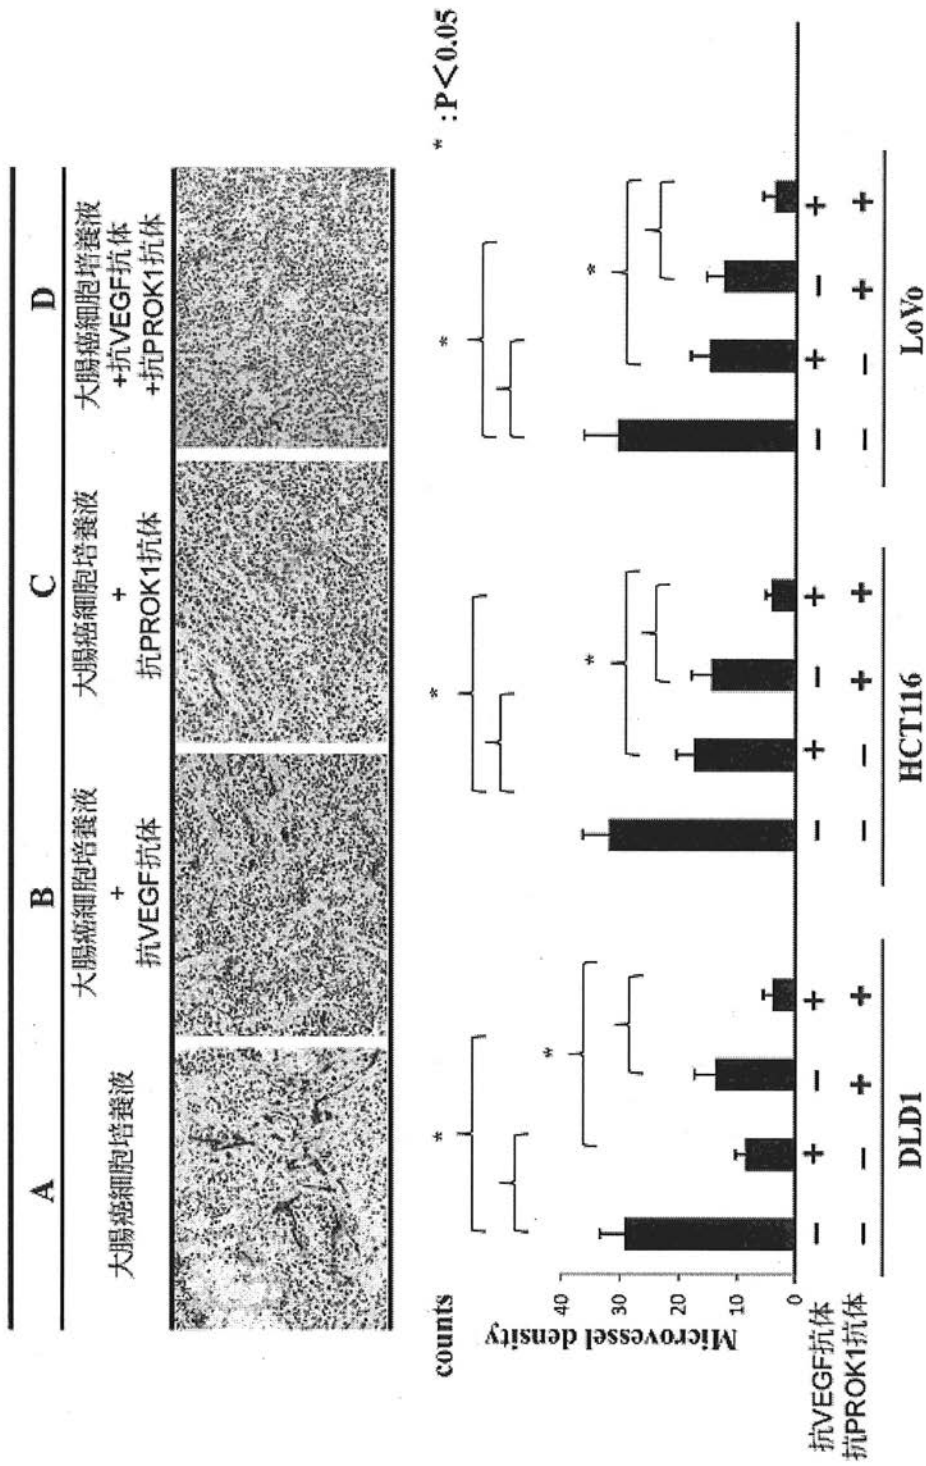 A B C D
大腸癌細胞培養液
大腸癌細胞培養液
+
抗VEGF抗体
大腸癌細胞培養液
+
抗PROK1抗体
大腸癌細胞培養液
+抗VEGF抗体
+抗PROK1抗体
counts
* :P<0.05
* * *
* * *
Microvessel density
40
30
20
10
0
抗VEGF抗体 − + − + − + − + − + − +
抗PROK1抗体 − − + + − − + + − − + +
DLD1 HCT116 LoVo